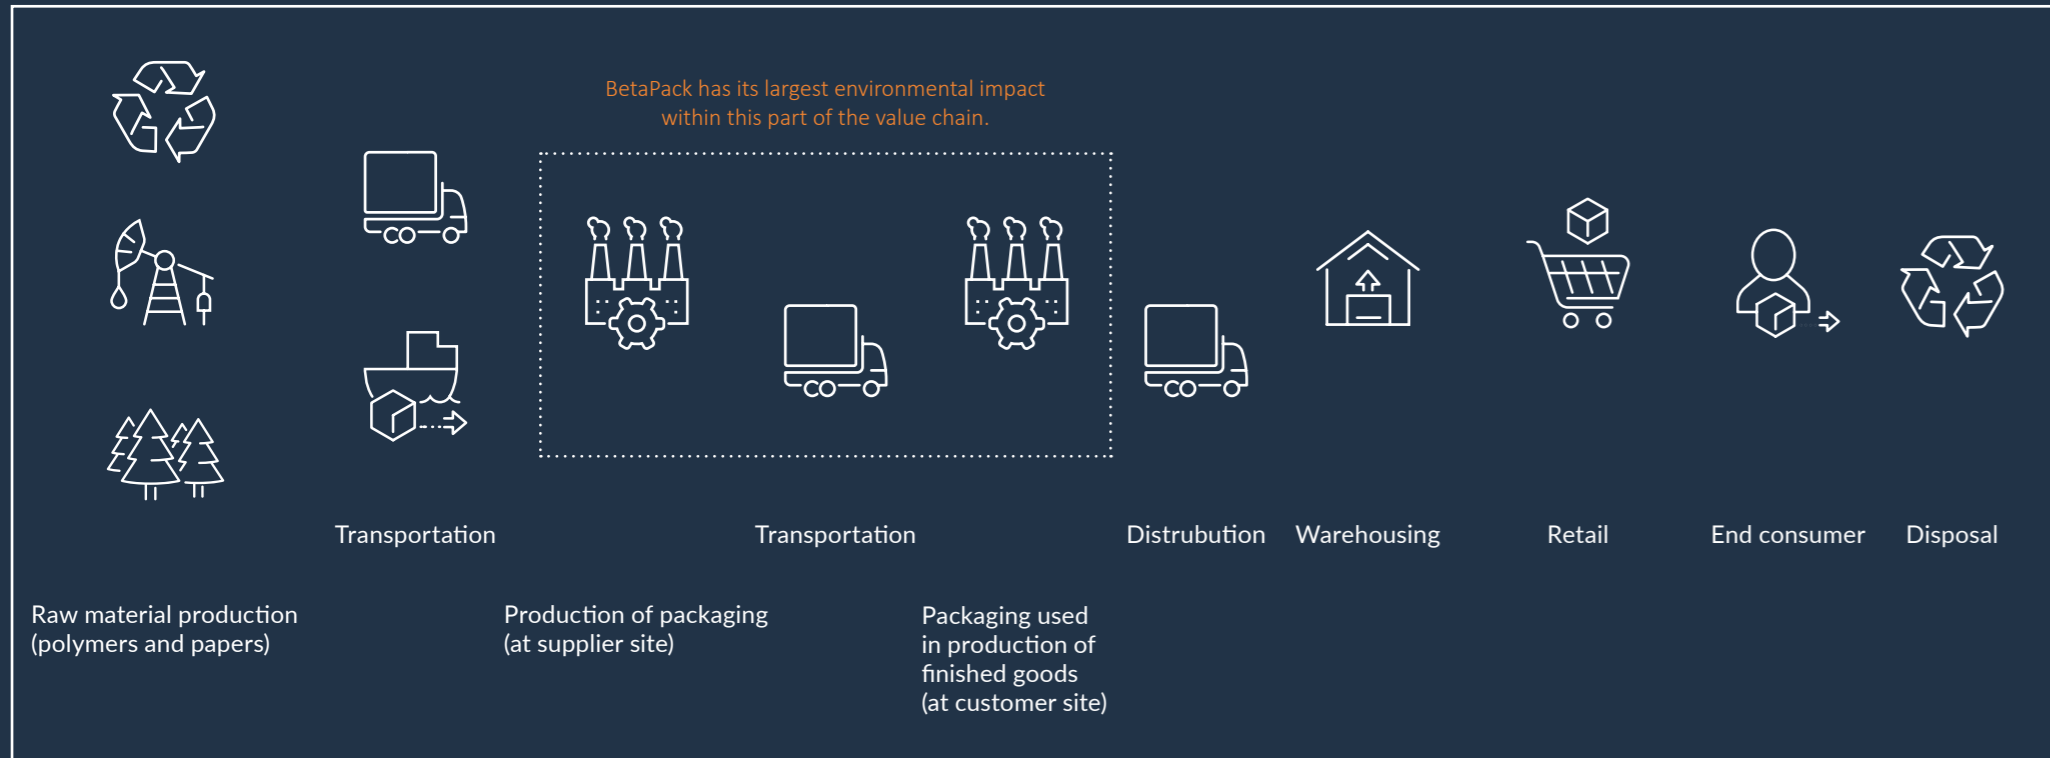 BetaPack has its largest environmental impact
within this part of the value chain.
Transportation
Transportation
Distrubution
Warehousing
Retail
End consumer
Disposal
Raw material production
(polymers and papers)
Production of packaging
(at supplier site)
Packaging used
in production of
finished goods
(at customer site)